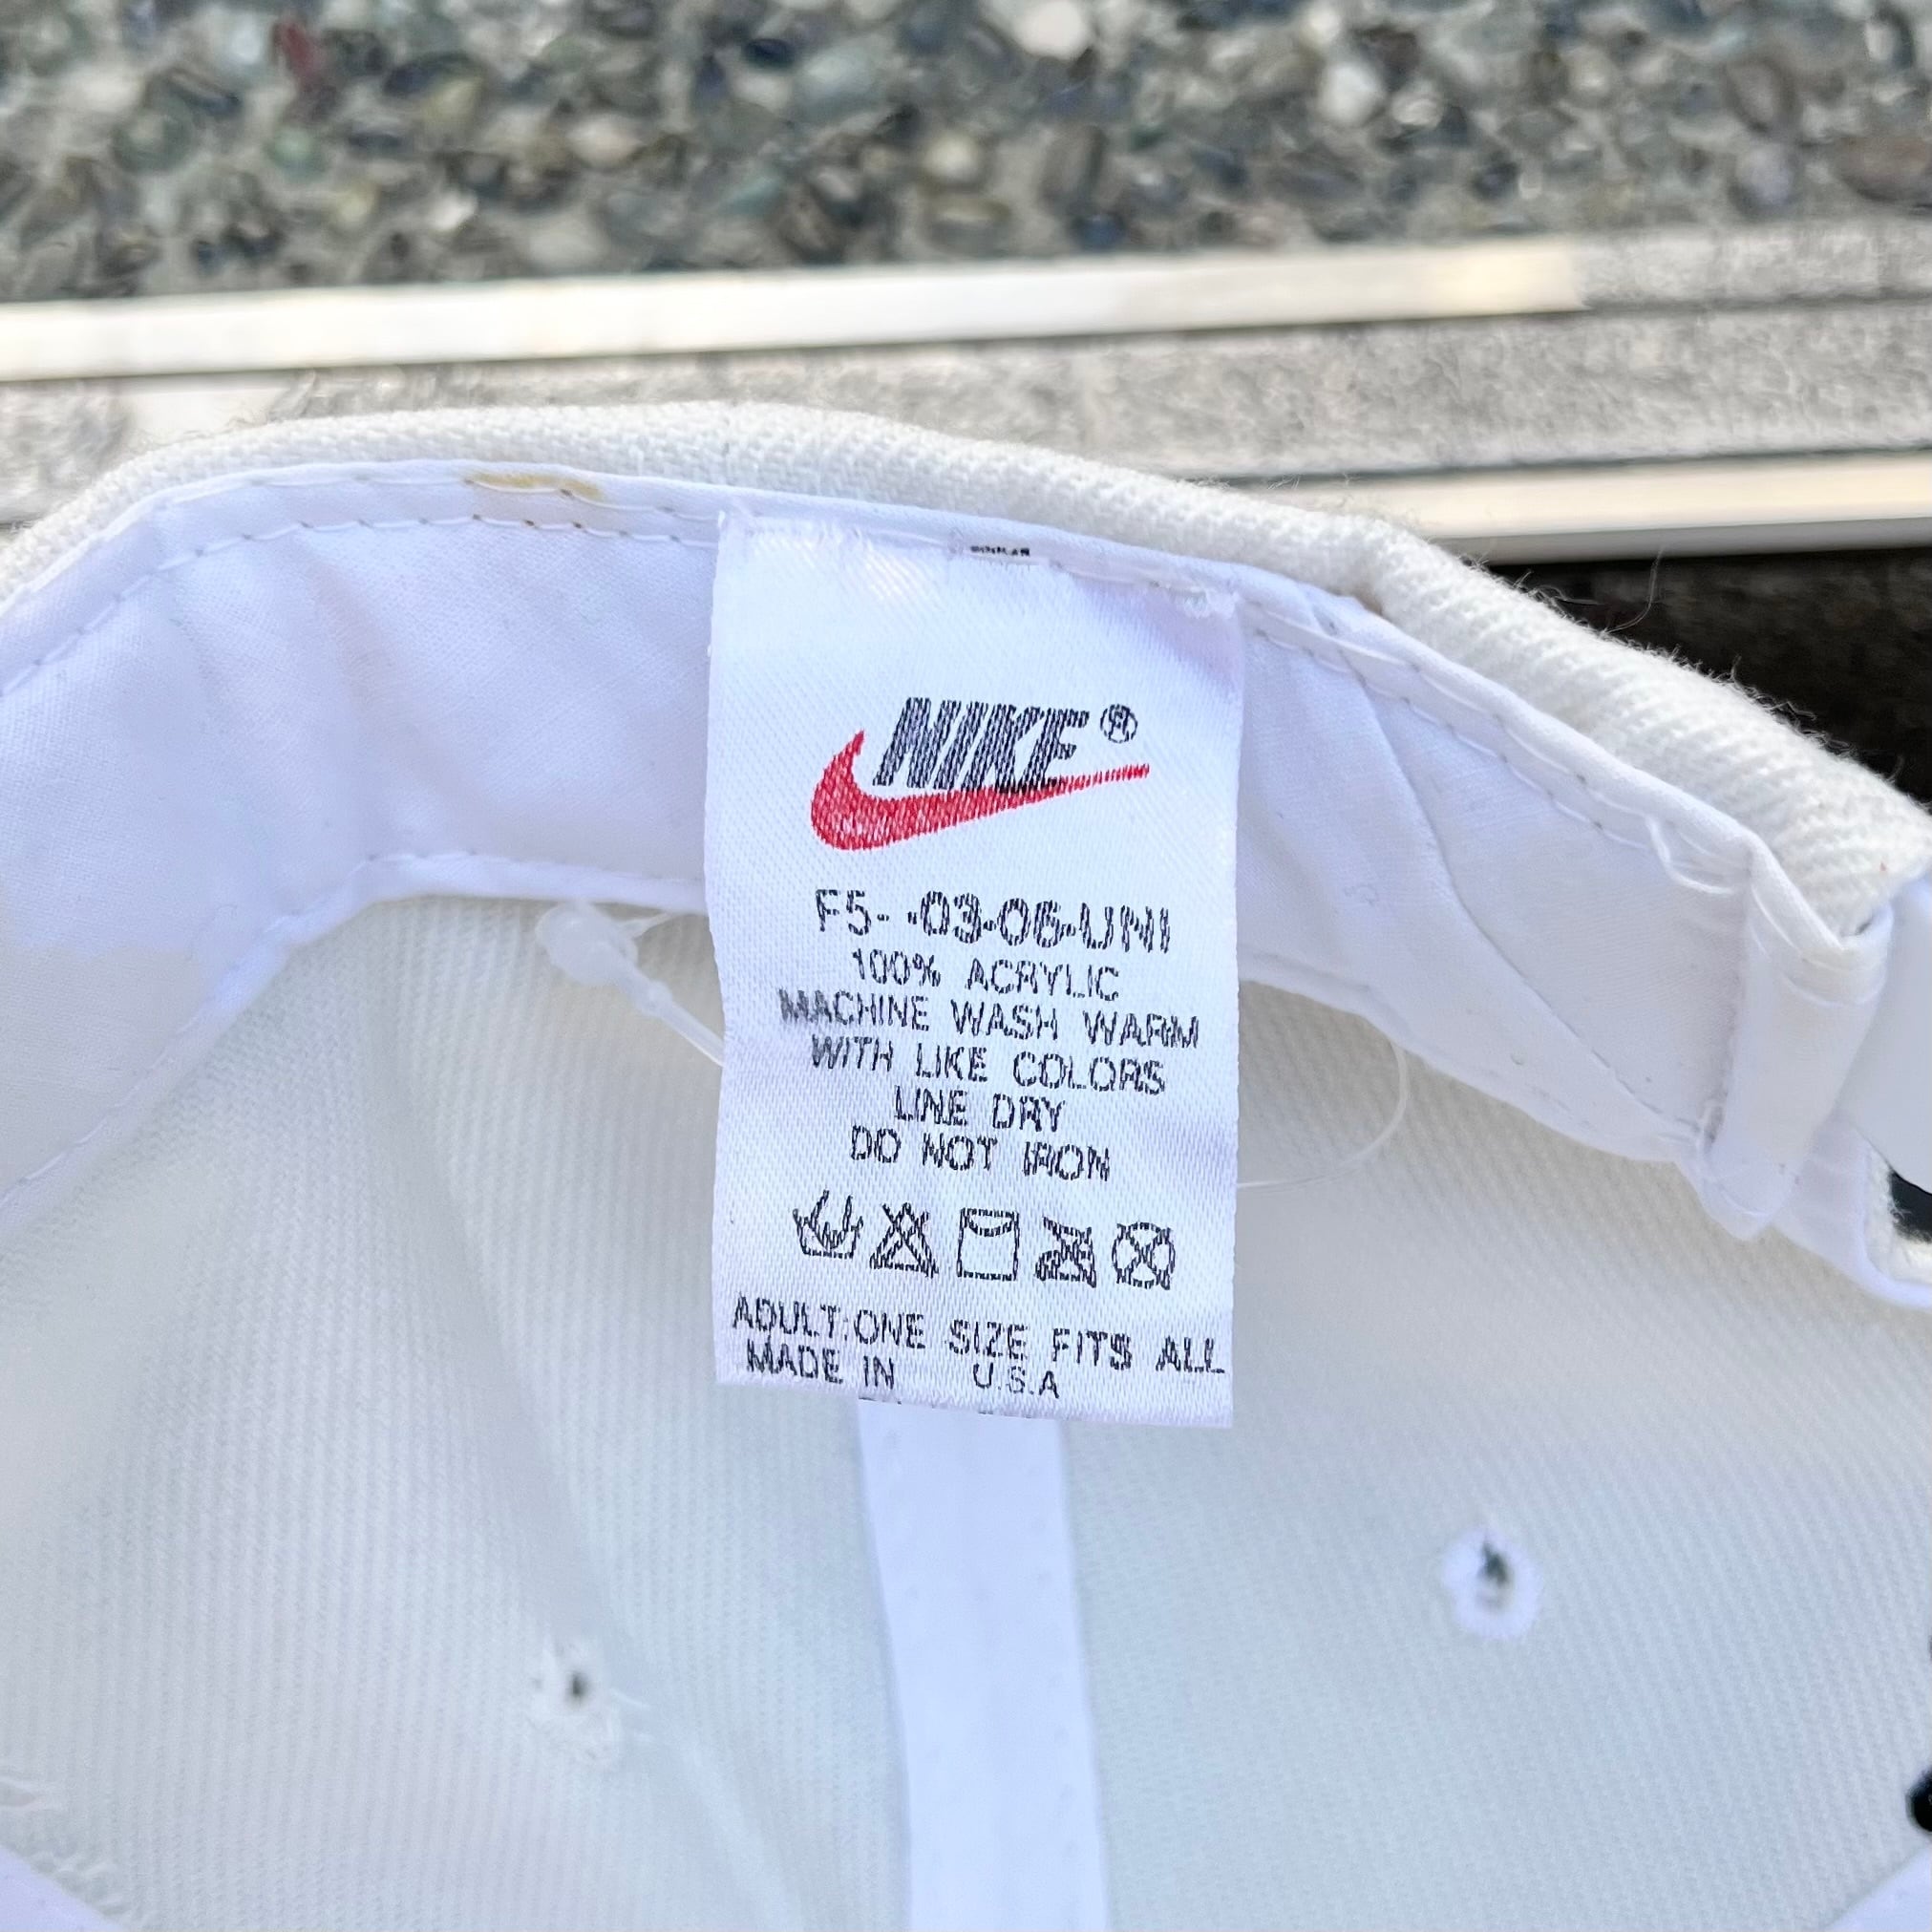 NIKE®
F5- -03-06-UNI
100% ACRYLIC
MACHINE WASH WARM
WITH LIKE COLORS
LINE DRY
DO NOT IRON
ADULT:ONE SIZE FITS ALL
MADE IN U.S.A